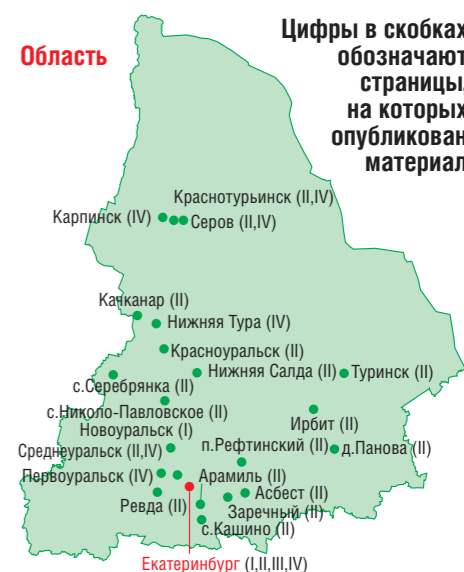 Область
Цифры в скобках
обозначают
страницы,
на которых
опубликован
материал
Краснотурьинск (II,IV)
Карпинск (IV)
Серов (II,IV)
Качканар (II)
Нижняя Тура (IV)
Красноуральск (II)
Нижняя Салда (II)
Туринск (II)
с.Серебрянка (II)
с.Николо-Павловское (II)
Ирбит (II)
Новоуральск (I)
Среднеуральск (II,IV)
п.Рефтинский (II)
д.Панова (II)
Первоуральск (IV)
Арамиль (II)
Асбест (II)
Ревда (II)
Заречный (II)
с.Кашино (II)
Екатеринбург (I,II,III,IV)